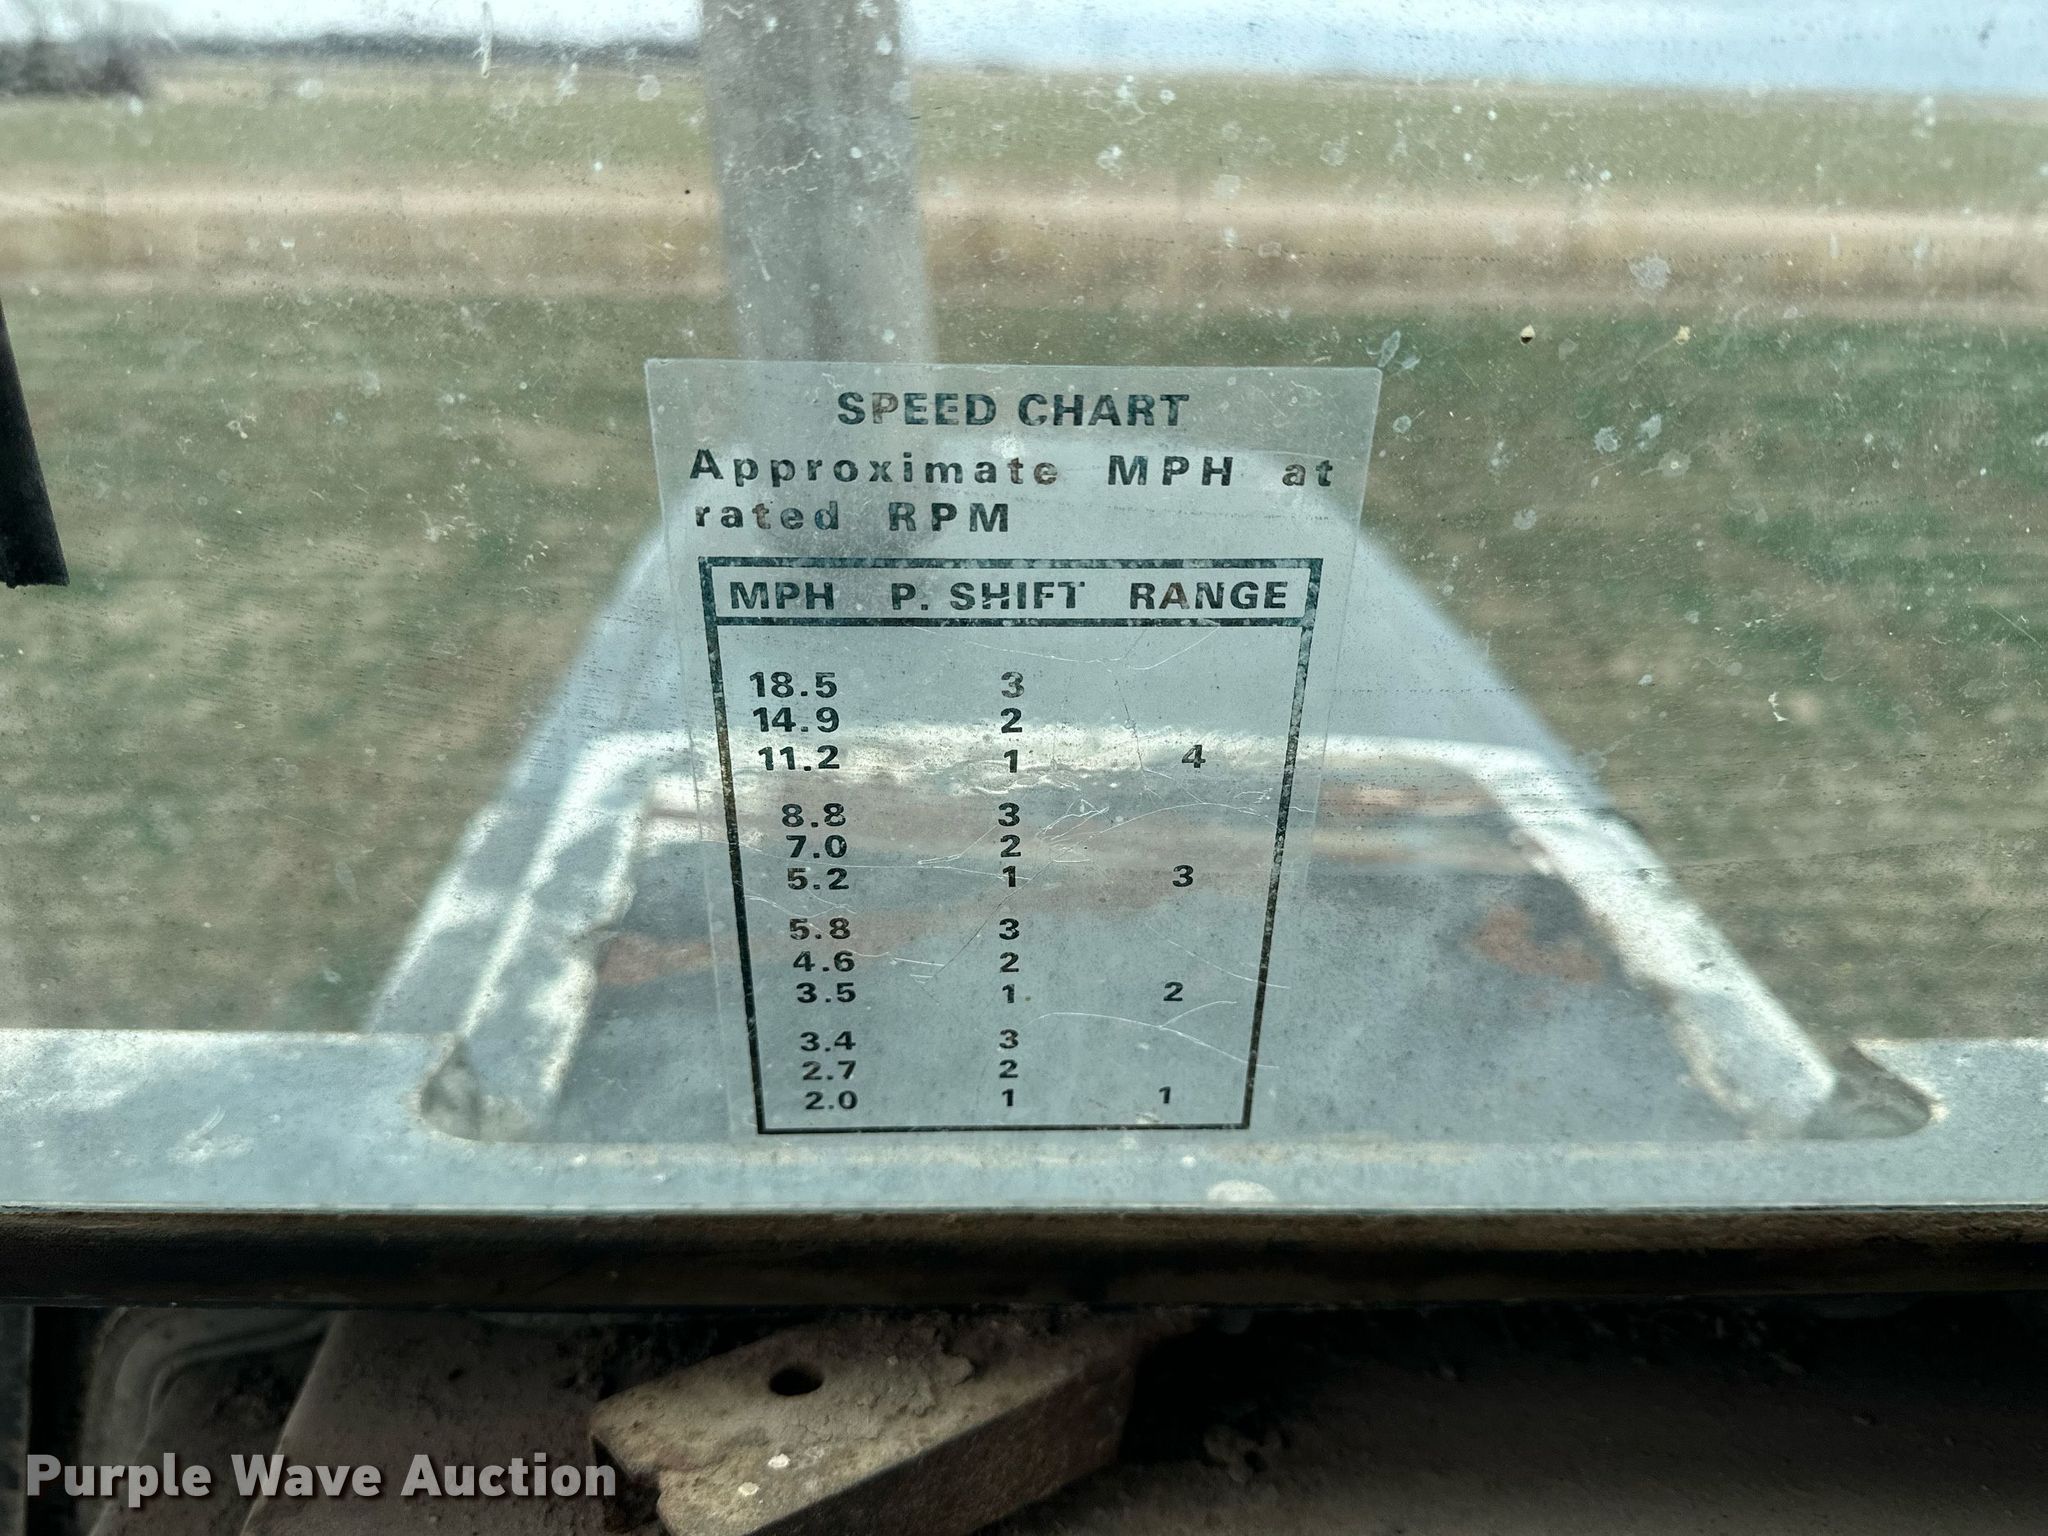 SPEED CHART
Approximate MPH at
rated RPM
MPH P. SHIFT RANGE
18.5 3
14.9 2
11.2 1 4
8.8 3
7.0 2
5.2 1 3
5.8 3
4.6 2
3.5 1 2
3.4 3
2.7 2
2.0 1 1
Purple Wave Auction